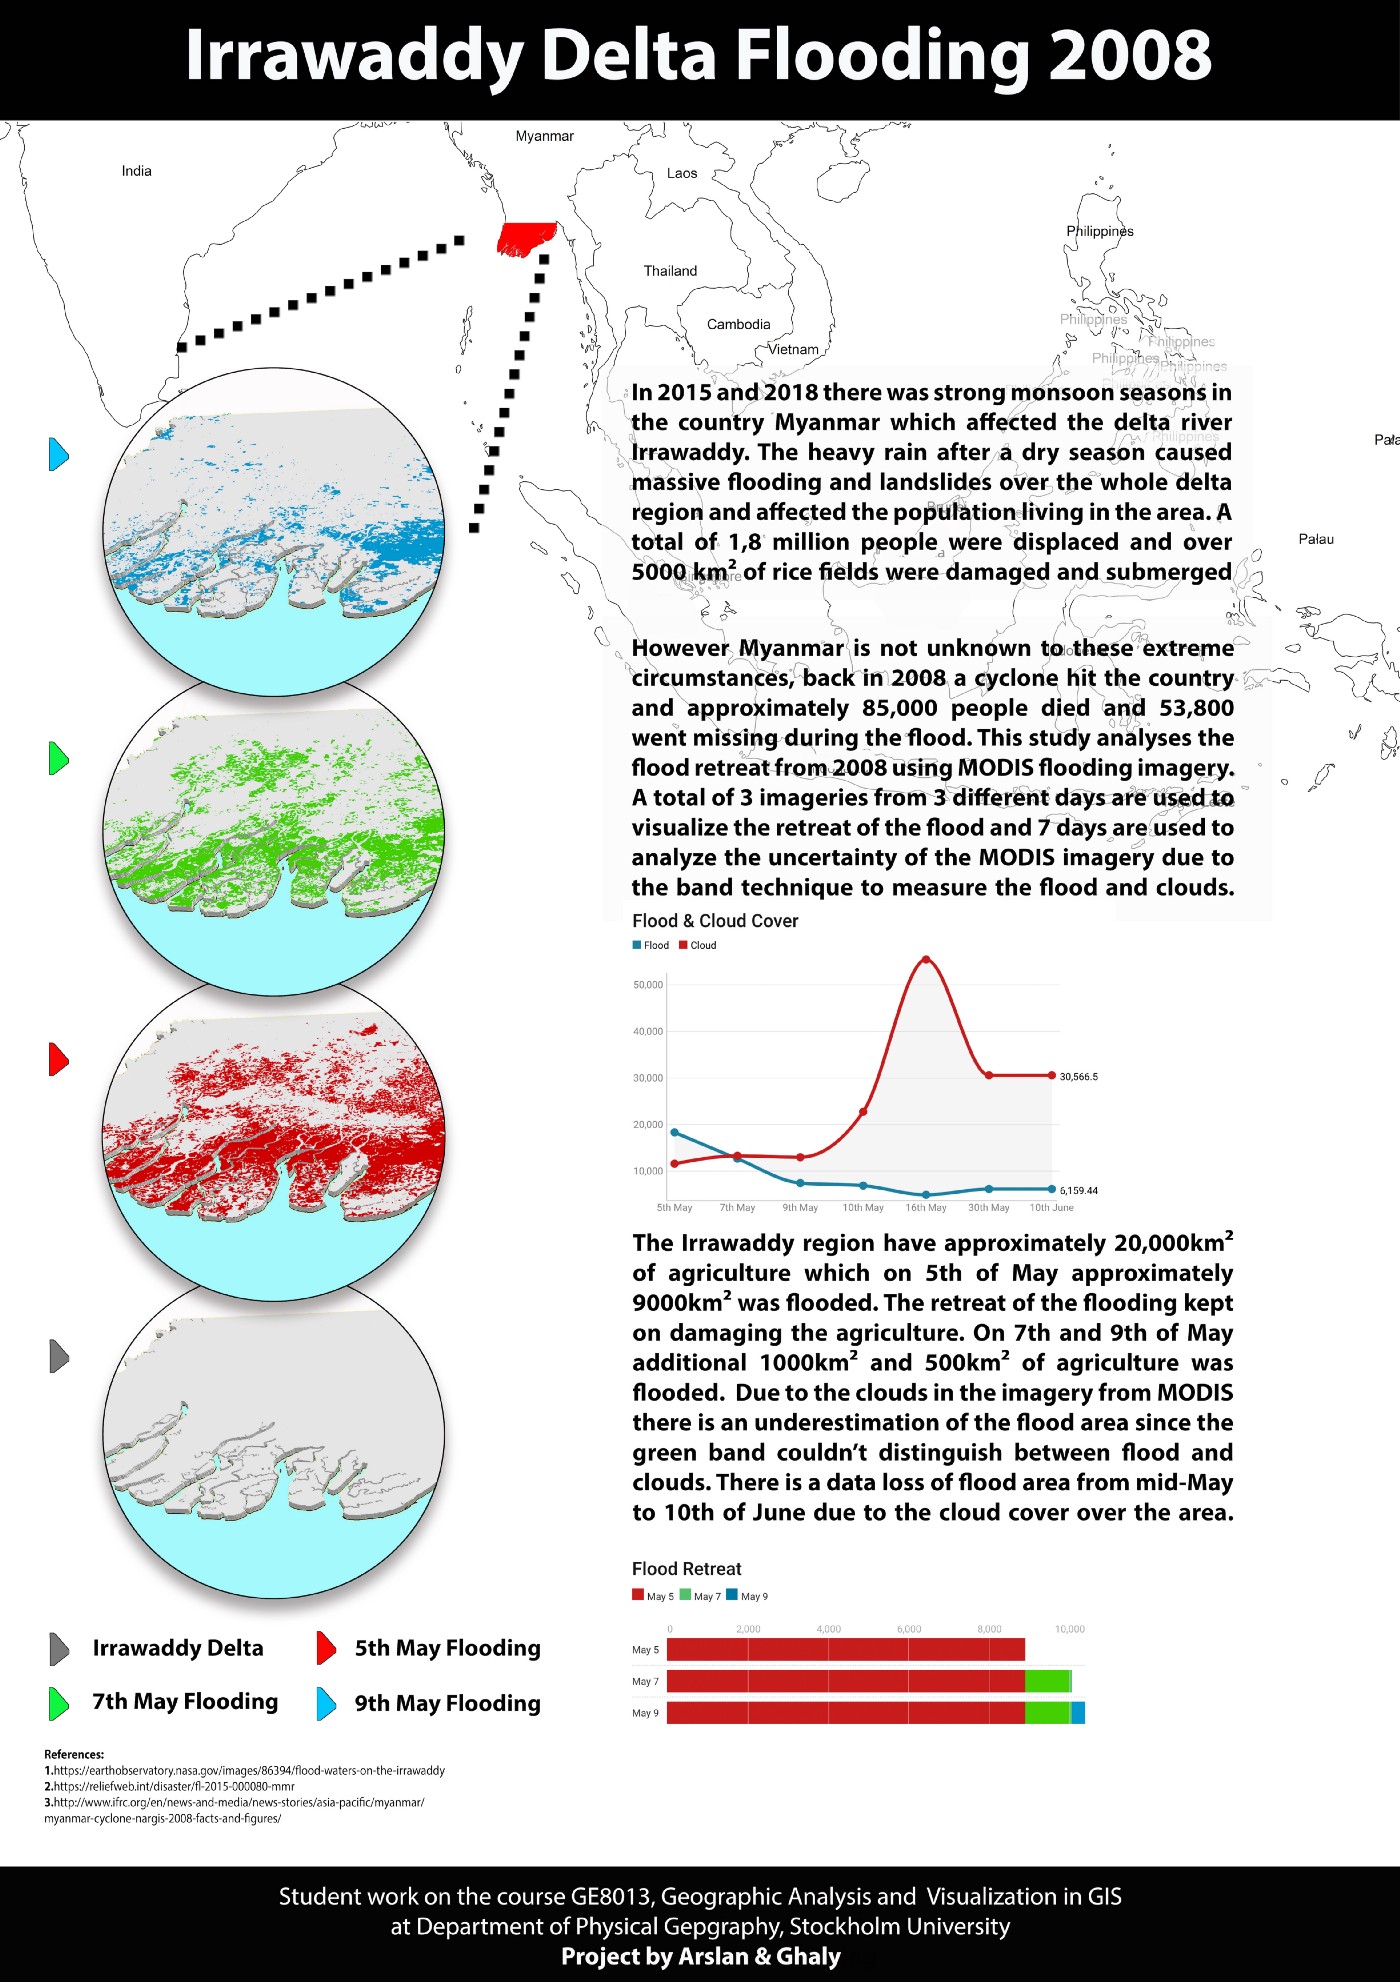 Irrawaddy Delta Flooding 2008
Myanmar
India
Laos
Philippines
Thailand
Philippines
Cambodia
Philippines
Vietnam
Philippines
Philippines
Philippines
Pala
Palau
In 2015 and 2018 there was strong monsoon seasons in
the country Myanmar which affected the delta river
Irrawaddy. The heavy rain after a dry season caused
massive flooding and landslides over the whole delta
region and affected the population living in the area. A
total of 1,8 million people were displaced and over
5000 km² of rice fields were damaged and submerged
However Myanmar is not unknown to these extreme
circumstances, back in 2008 a cyclone hit the country
and approximately 85,000 people died and 53,800
went missing during the flood. This study analyses the
flood retreat from 2008 using MODIS flooding imagery.
A total of 3 imageries from 3 different days are used to
visualize the retreat of the flood and 7 days are used to
analyze the uncertainty of the MODIS imagery due to
the band technique to measure the flood and clouds.
Flood & Cloud Cover
Flood Cloud
50,000
40,000
30,000
30,566.5
20,000
10,000
6,159.44
5th May 7th May 9th May 10th May 16th May 30th May 10th June
The Irrawaddy region have approximately 20,000km²
of agriculture which on 5th of May approximately
9000km² was flooded. The retreat of the flooding kept
on damaging the agriculture. On 7th and 9th of May
additional 1000km² and 500km² of agriculture was
flooded. Due to the clouds in the imagery from MODIS
there is an underestimation of the flood area since the
green band couldn't distinguish between flood and
clouds. There is a data loss of flood area from mid-May
to 10th of June due to the cloud cover over the area.
Flood Retreat
May 5 May 7 May 9
0 2,000 4,000 6,000 8,000 10,000
May 5
May 7
May 9
Irrawaddy Delta
5th May Flooding
7th May Flooding
9th May Flooding
References:
1.https://earthobservatory.nasa.gov/images/86394/flood-waters-on-the-irrawaddy
2.https://reliefweb.int/disaster/fl-2015-000080-mmr
3.http://www.ifrc.org/en/news-and-media/news-stories/asia-pacific/myanmar/
myanmar-cyclone-nargis-2008-facts-and-figures/
Student work on the course GE8013, Geographic Analysis and Visualization in GIS
at Department of Physical Gepgraphy, Stockholm University
Project by Arslan & Ghaly